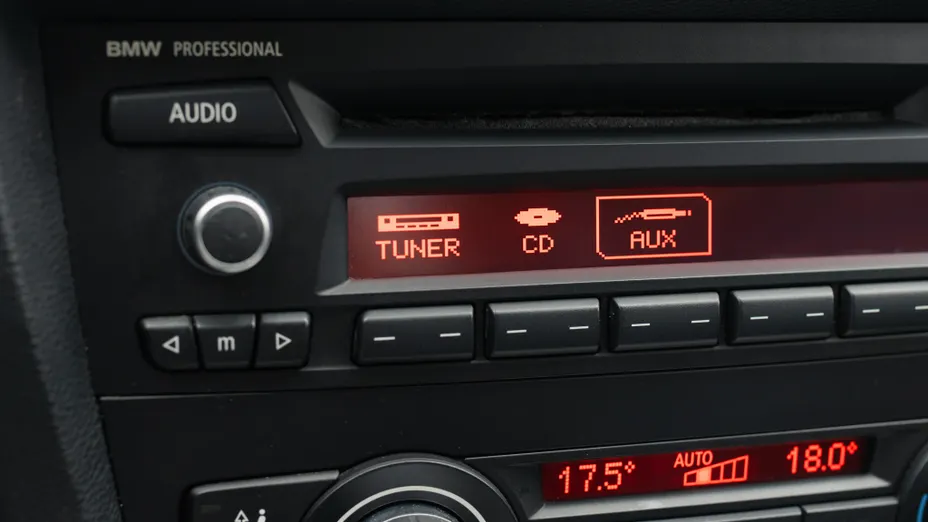 BMW PROFESSIONAL
AUDIO
TUNER CD AUX
m
17.5° AUTO 18.0°